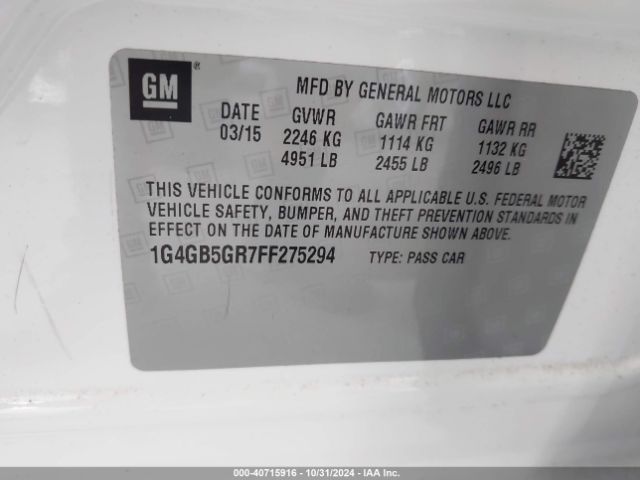 GM ®
MFD BY GENERAL MOTORS LLC
DATE GVWR GAWR FRT GAWR RR
03/15 2246 KG 1114 KG 1132 KG
4951 LB 2455 LB 2496 LB
THIS VEHICLE CONFORMS TO ALL APPLICABLE U.S. FEDERAL MOTOR
VEHICLE SAFETY, BUMPER, AND THEFT PREVENTION STANDARDS IN
EFFECT ON THE DATE OF MANUFACTURE SHOWN ABOVE.
1G4GB5GR7FF275294 TYPE: PASS CAR
000-40715916 - 10/31/2024 - IAA Inc.